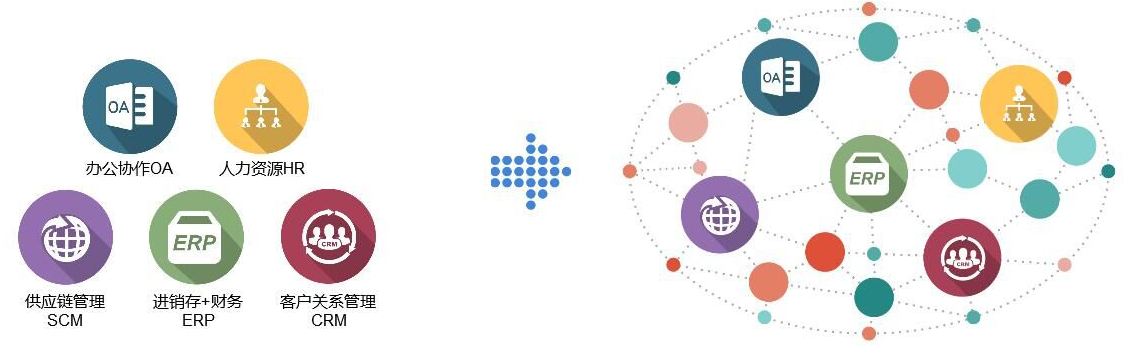 OA
办公协作OA
人力资源HR
供应链管理
SCM
ERP
进销存+财务
ERP
CRM
客户关系管理
CRM
OA
ERP
CRM